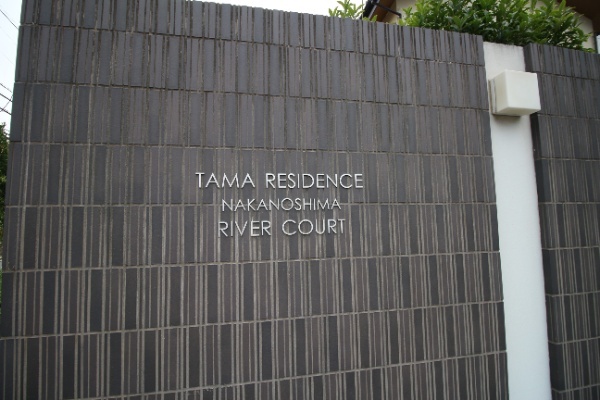 TAMA RESIDENCE
NAKANOSHIMA
RIVER COURT